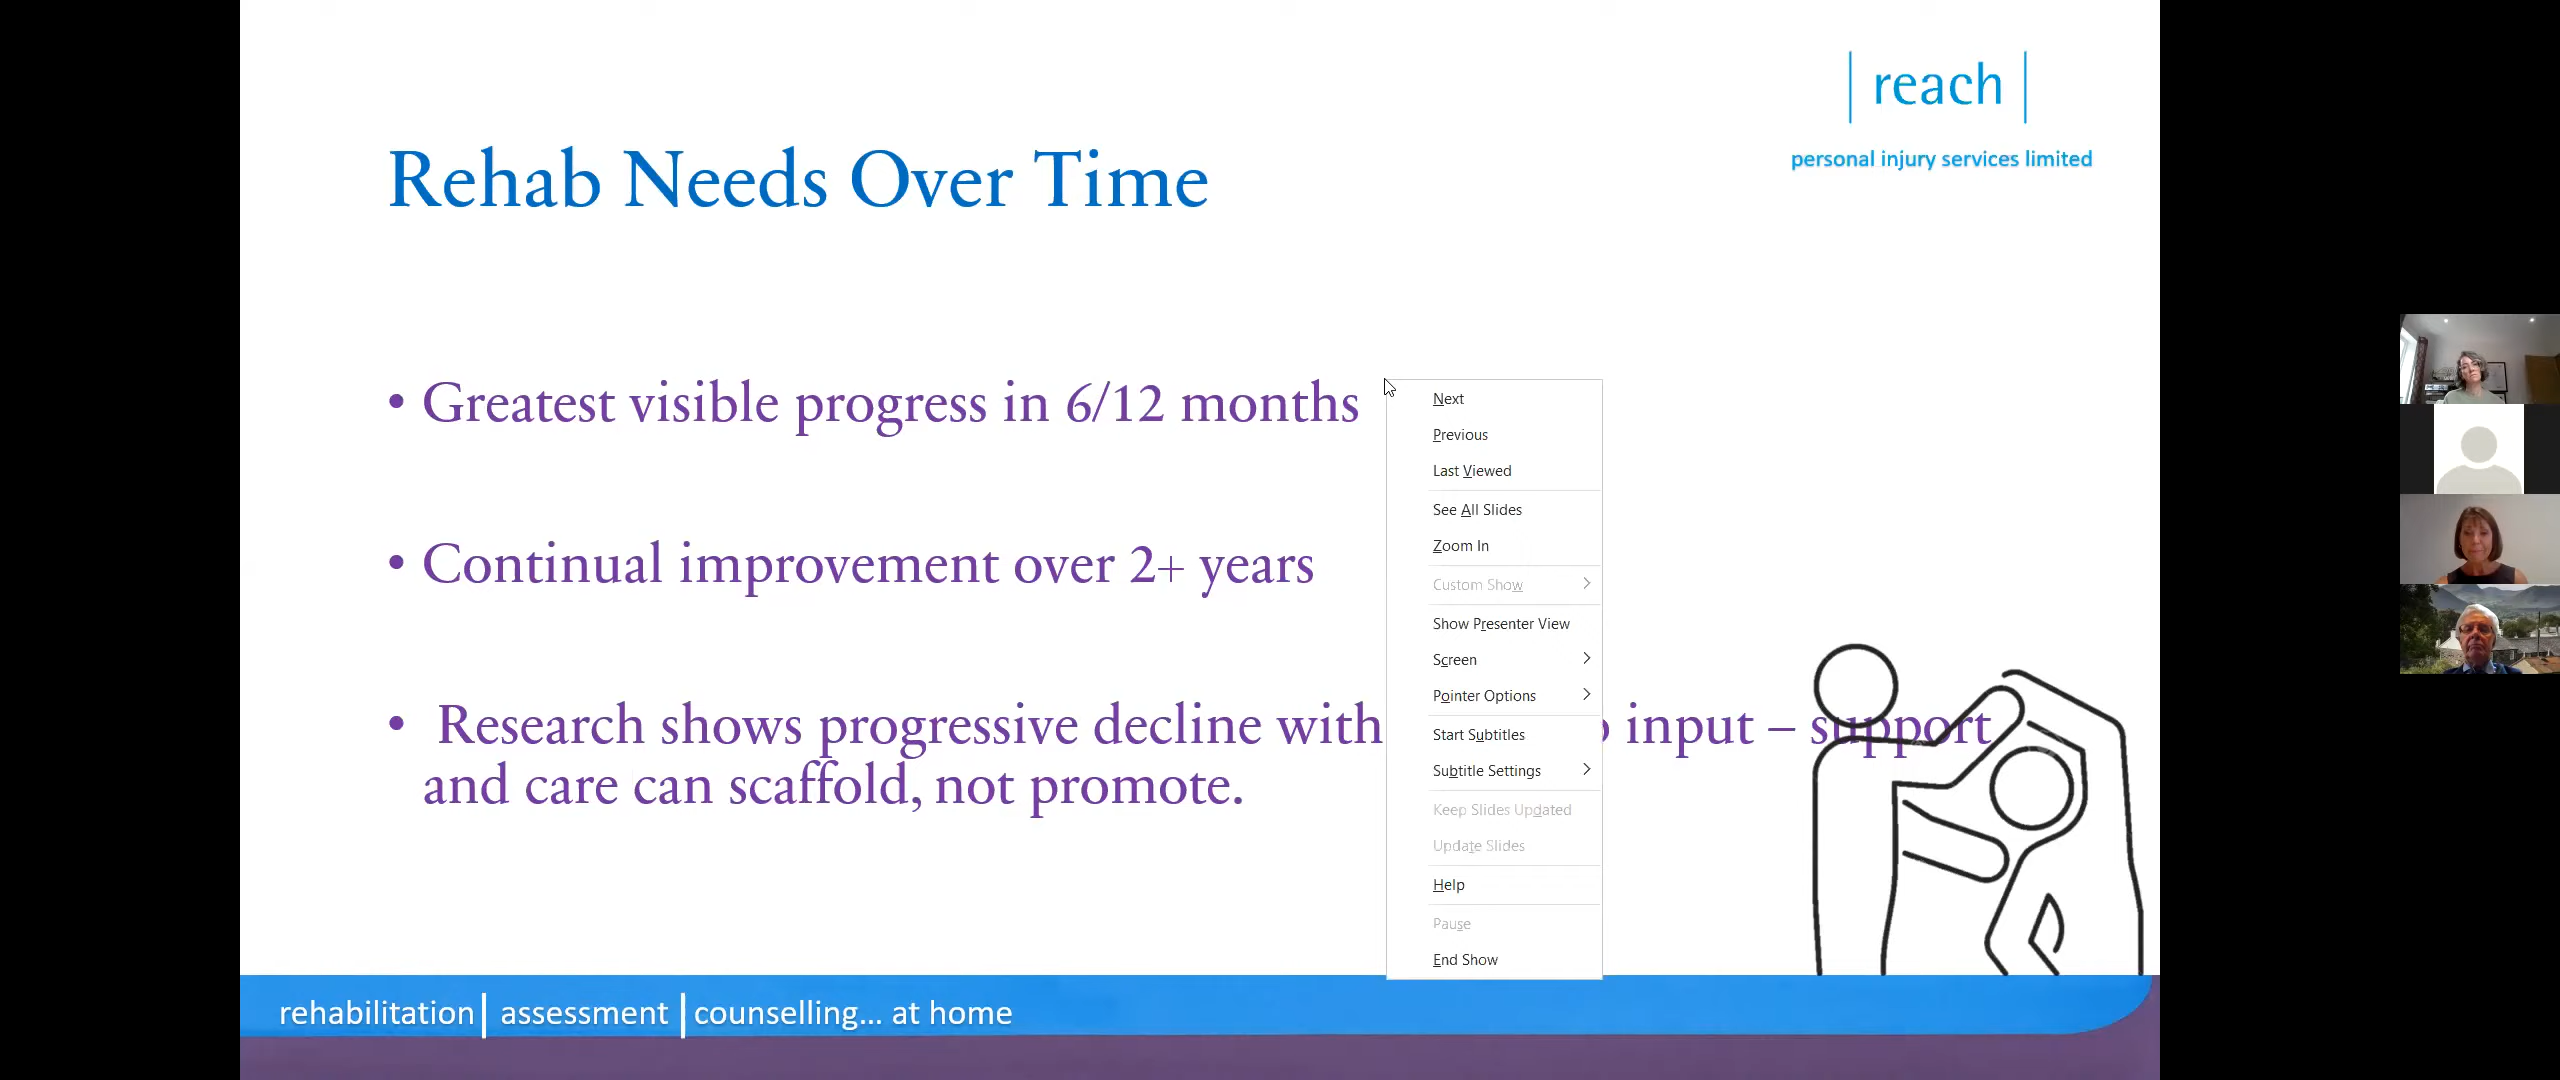 reach
personal injury services limited
Rehab Needs Over Time
• Greatest visible progress in 6/12 months
• Continual improvement over 2+ years
• Research shows progressive decline with input – support
and care can scaffold, not promote.
Next
Previous
Last Viewed
See All Slides
Zoom In
Custom Show
Show Presenter View
Screen
Pointer Options
Start Subtitles
Subtitle Settings
Keep Slides Updated
Update Slides
Help
Pause
End Show
rehabilitation | assessment | counselling... at home